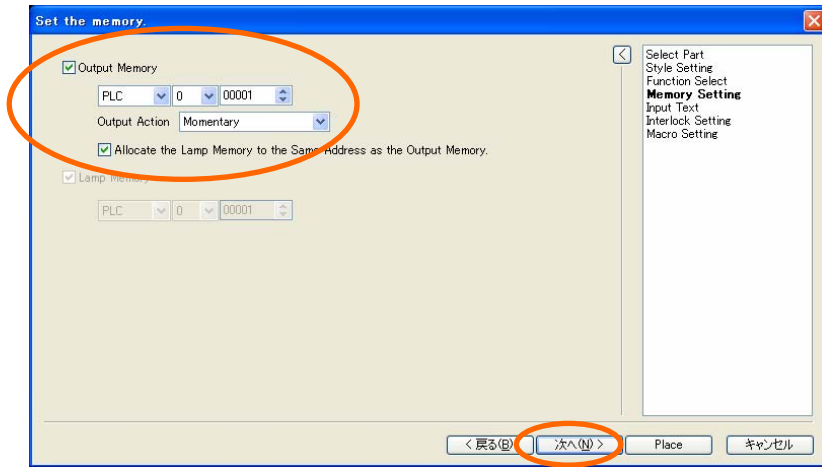 Set the memory.
Output Memory
PLC 0 00001
Output Action Momentary
Allocate the Lamp Memory to the Same Address as the Output Memory.
Lamp Memory
PLC 0 00001
<
Select Part
Style Setting
Function Select
Memory Setting
Input Text
Interlock Setting
Macro Setting
< 戻る(B) 次へ(N) > Place キャンセル